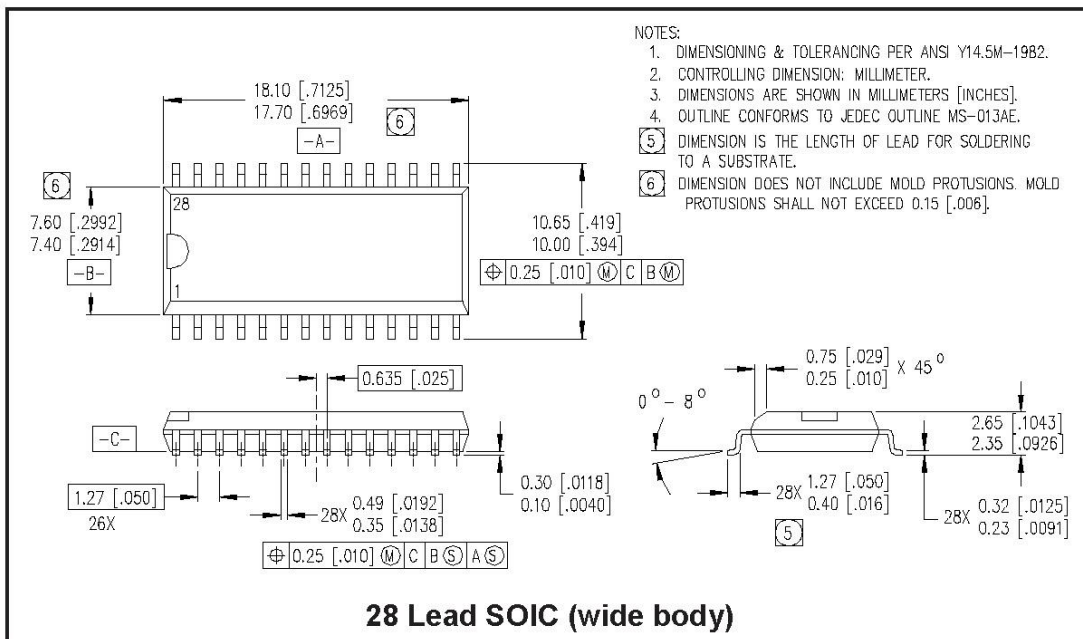 NOTES:
1. DIMENSIONING & TOLERANCING PER ANSI Y14.5M-1982.
2. CONTROLLING DIMENSION: MILLIMETER.
3. DIMENSIONS ARE SHOWN IN MILLIMETERS [INCHES].
4. OUTLINE CONFORMS TO JEDEC OUTLINE MS-013AE.
5 DIMENSION IS THE LENGTH OF LEAD FOR SOLDERING
TO A SUBSTRATE.
6 DIMENSION DOES NOT INCLUDE MOLD PROTUSIONS. MOLD
PROTUSIONS SHALL NOT EXCEED 0.15 [.006].
18.10 [.7125]
17.70 [.6969]
6
-A-
6
7.60 [.2992]
7.40 [.2914]
-B-
28
1
10.65 [.419]
10.00 [.394]
⌖ 0.25 [.010] Ⓜ C B Ⓜ
0.635 [.025]
-C-
1.27 [.050]
26X
28X 0.49 [.0192]
0.35 [.0138]
⌖ 0.25 [.010] Ⓜ C B Ⓢ A Ⓢ
0.30 [.0118]
0.10 [.0040]
0.75 [.029]
0.25 [.010] X 45°
0° - 8°
2.65 [.1043]
2.35 [.0926]
28X 1.27 [.050]
0.40 [.016]
5
28X 0.32 [.0125]
0.23 [.0091]
28 Lead SOIC (wide body)